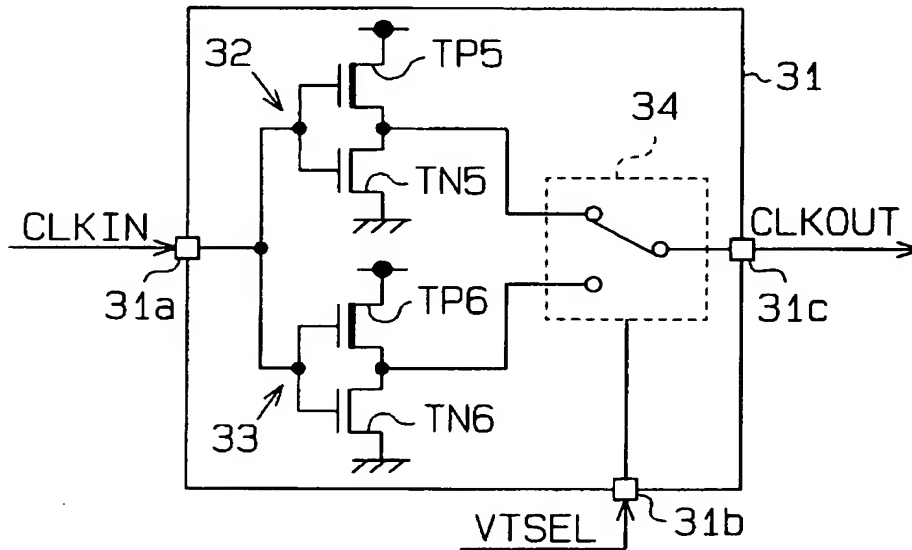 32
TP5
31
34
TN5
CLKIN
CLKOUT
31a
TP6
31c
33
TN6
31b
VTSEL